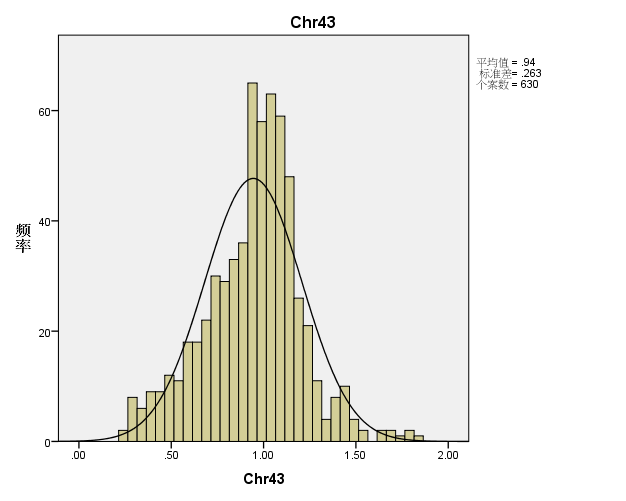 Chr43
平均值 = .94
标准差= .263
个案数 = 630
60
40
20
0
频率
.00 .50 1.00 1.50 2.00
Chr43